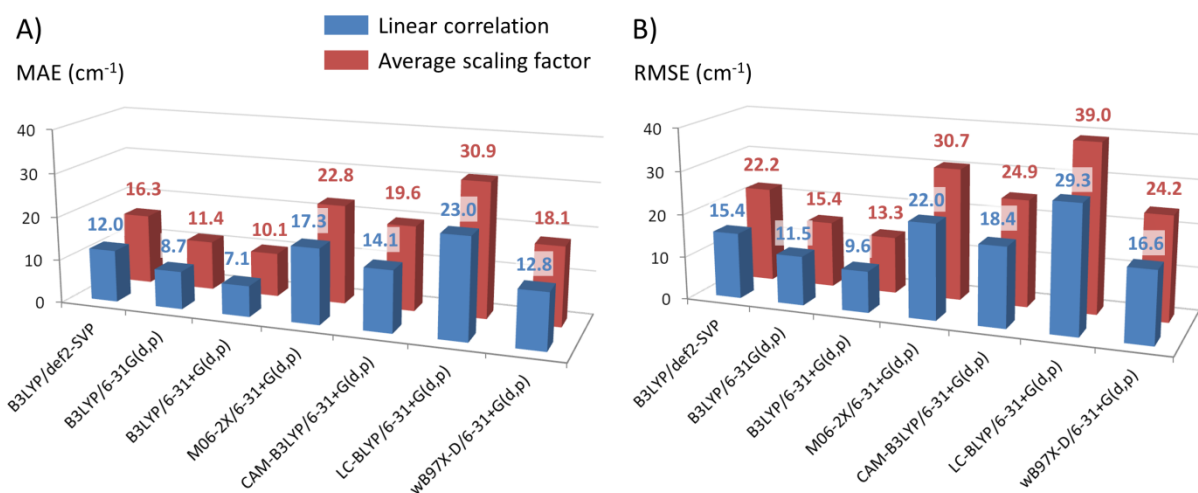 A)
Linear correlation
Average scaling factor
B)
MAE (cm-1)
RMSE (cm-1)
40
30
20
10
0
12.0
16.3
8.7
11.4
7.1
10.1
17.3
22.8
14.1
19.6
23.0
30.9
12.8
18.1
B3LYP/def2-SVP
B3LYP/6-31G(d,p)
B3LYP/6-31+G(d,p)
M06-2X/6-31+G(d,p)
CAM-B3LYP/6-31+G(d,p)
LC-BLYP/6-31+G(d,p)
wB97X-D/6-31+G(d,p)
40
30
20
10
0
15.4
22.2
11.5
15.4
9.6
13.3
22.0
30.7
18.4
24.9
29.3
39.0
16.6
24.2
B3LYP/def2-SVP
B3LYP/6-31G(d,p)
B3LYP/6-31+G(d,p)
M06-2X/6-31+G(d,p)
CAM-B3LYP/6-31+G(d,p)
LC-BLYP/6-31+G(d,p)
wB97X-D/6-31+G(d,p)